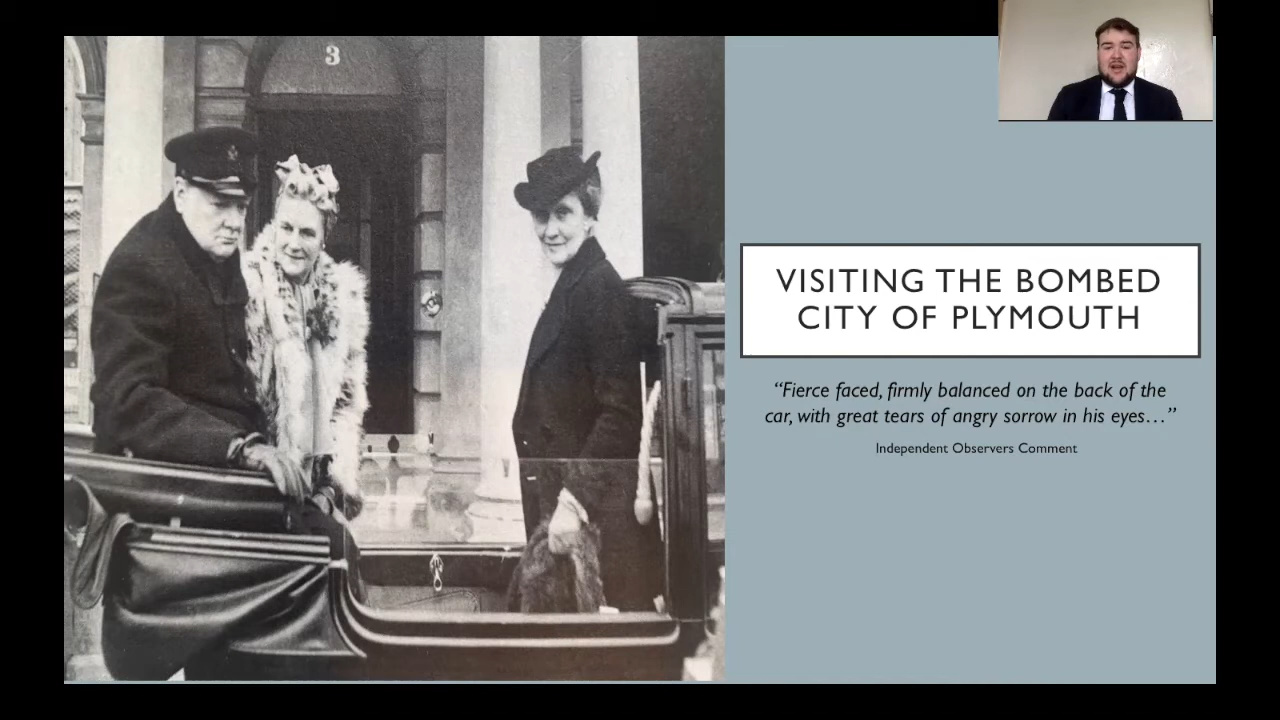 3
VISITING THE BOMBED
CITY OF PLYMOUTH
“Fierce faced, firmly balanced on the back of the
car, with great tears of angry sorrow in his eyes…”
Independent Observers Comment